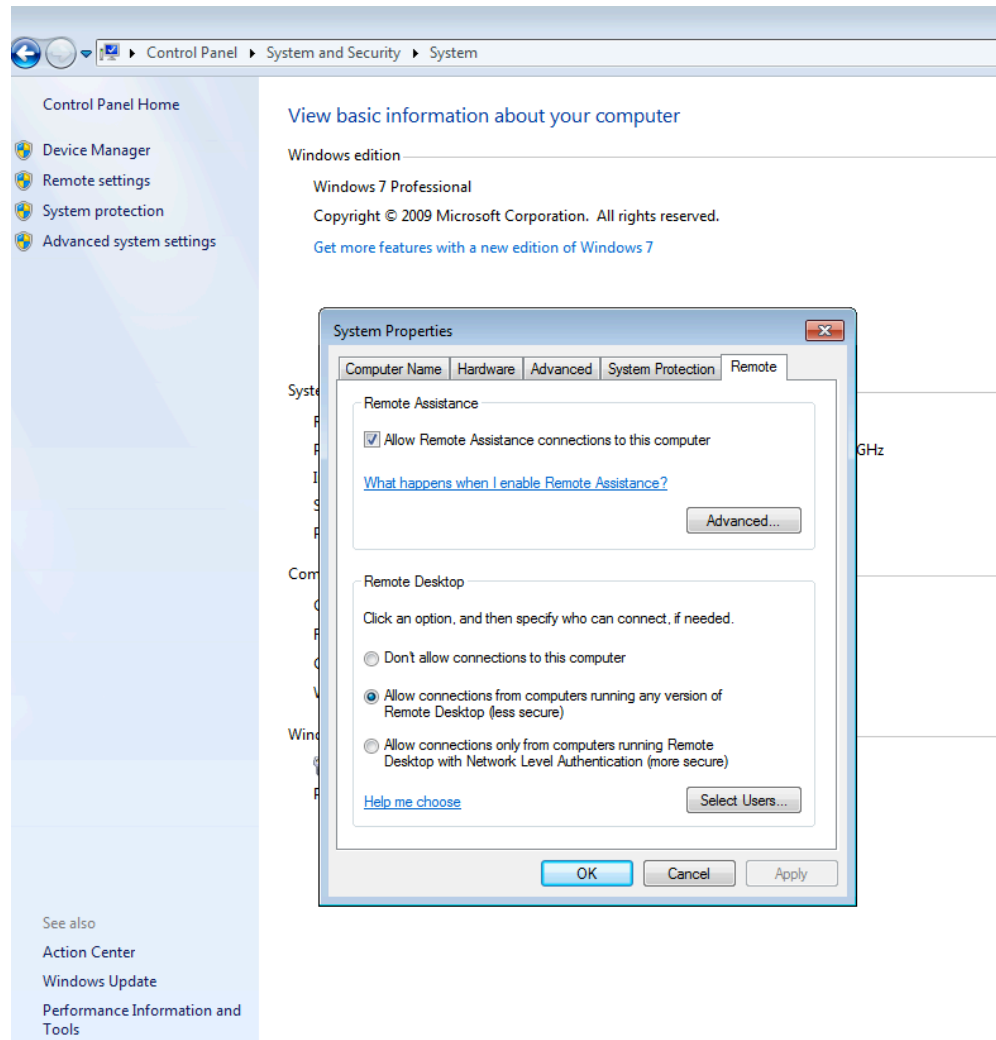 Control Panel ▸ System and Security ▸ System
Control Panel Home
Device Manager
Remote settings
System protection
Advanced system settings
View basic information about your computer
Windows edition
Windows 7 Professional
Copyright © 2009 Microsoft Corporation. All rights reserved.
Get more features with a new edition of Windows 7
GHz
System Properties
Computer Name Hardware Advanced System Protection Remote
Remote Assistance
Allow Remote Assistance connections to this computer
What happens when I enable Remote Assistance?
Advanced...
Remote Desktop
Click an option, and then specify who can connect, if needed.
Don't allow connections to this computer
Allow connections from computers running any version of
Remote Desktop (less secure)
Allow connections only from computers running Remote
Desktop with Network Level Authentication (more secure)
Help me choose
Select Users...
OK Cancel Apply
See also
Action Center
Windows Update
Performance Information and
Tools